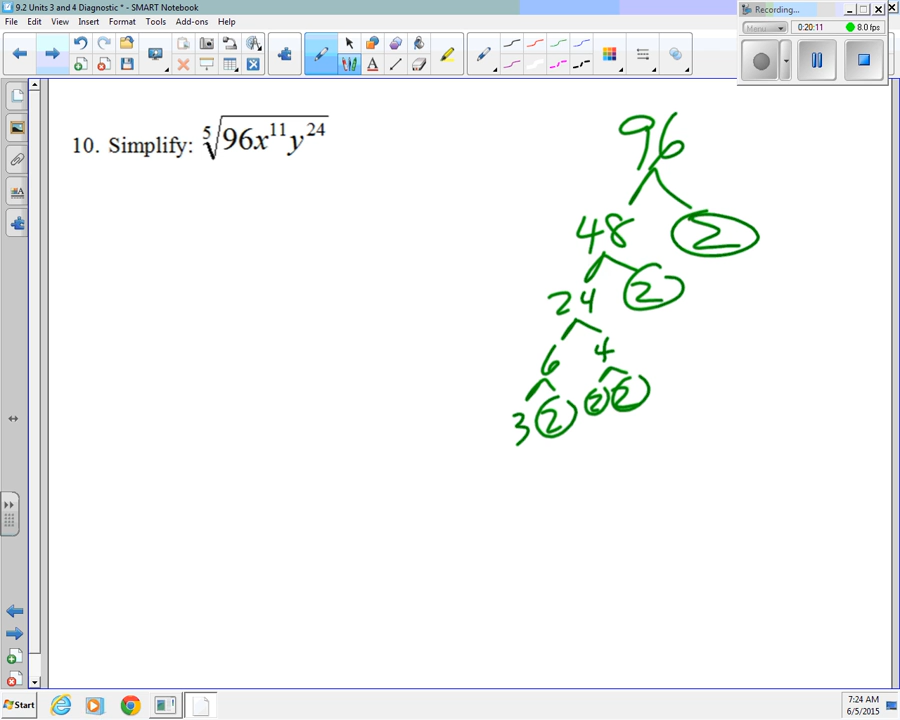 9.2 Units 3 and 4 Diagnostic * - SMART Notebook
Recording...
File Edit View Insert Format Tools Add-ons Help
Menu
0:20:11
8.0 fps
10. Simplify: ⁵√96x¹¹y²⁴
96
48 2
24 2
6 4
3 2 2 2
Start
7:24 AM
6/5/2015